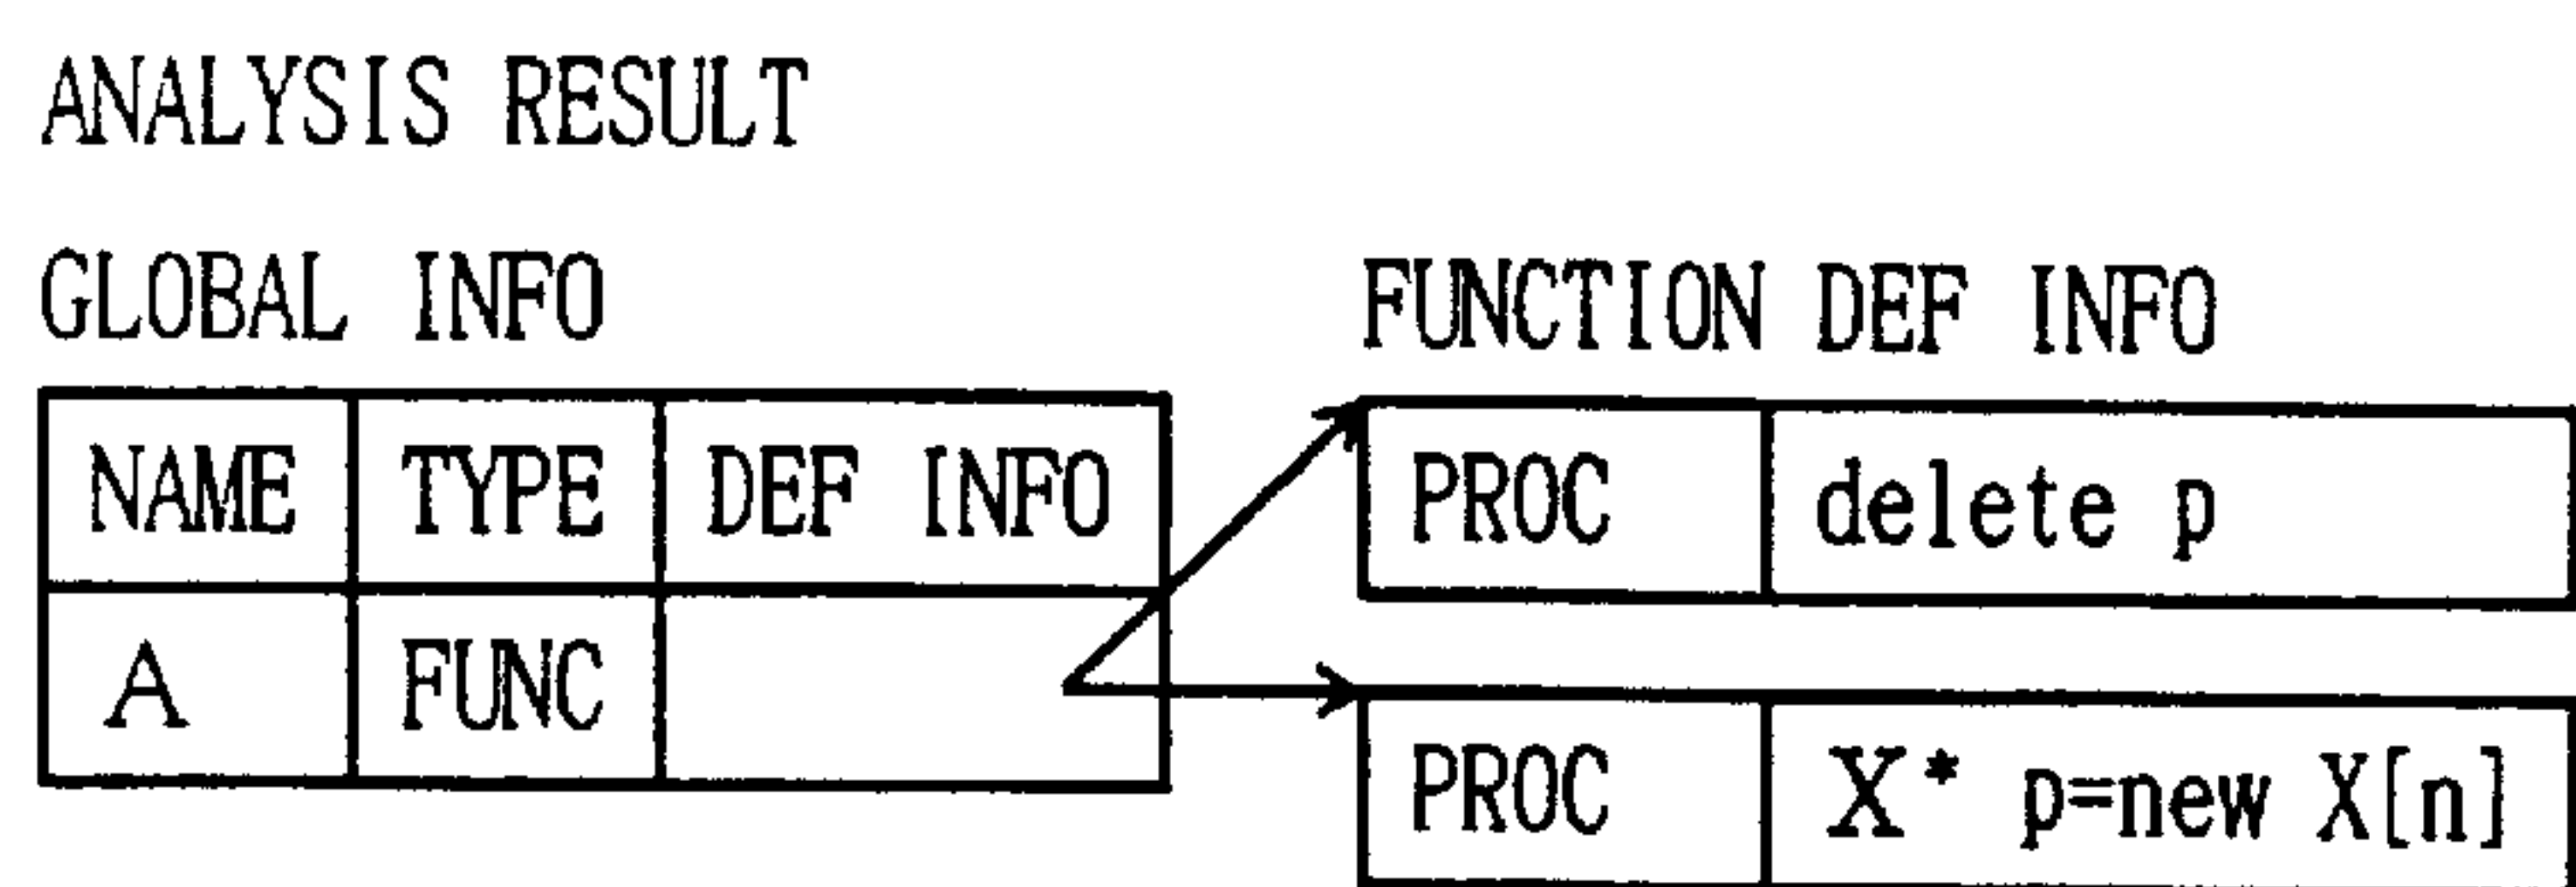 ANALYSIS RESULT
GLOBAL INFO
NAME TYPE DEF INFO
A FUNC
FUNCTION DEF INFO
PROC delete p
PROC X* p=new X[n]